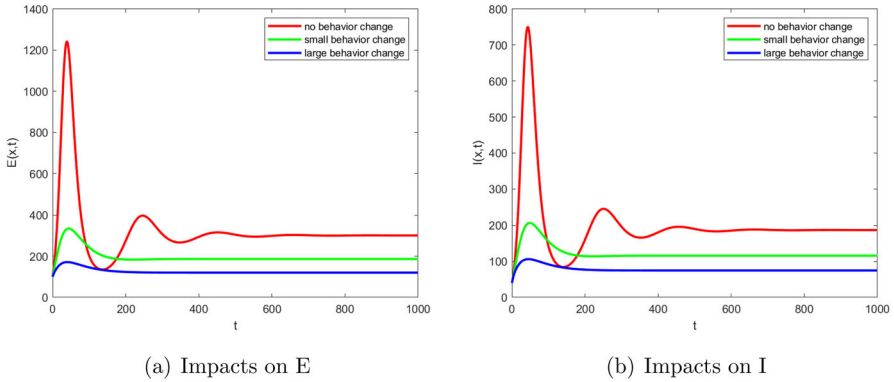 1400
1200
1000
800
600
400
200
0
0 200 400 600 800 1000
E(x,t)
t
no behavior change
small behavior change
large behavior change
(a) Impacts on E
800
700
600
500
400
300
200
100
0
0 200 400 600 800 1000
I(x,t)
t
no behavior change
small behavior change
large behavior change
(b) Impacts on I